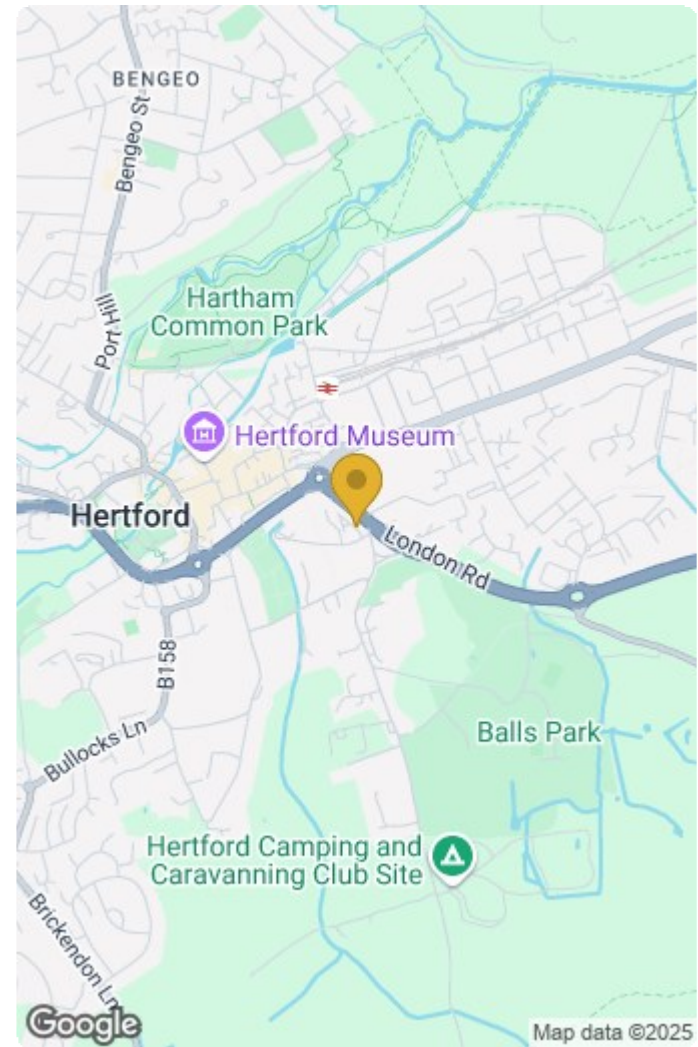 BENGEO
Bengeo St
Port Hill
Hartham
Common Park
Hertford Museum
Hertford
London Rd
B158
Bullocks Ln
Balls Park
Hertford Camping and
Caravanning Club Site
Brickendon Ln
Google
Map data ©2025